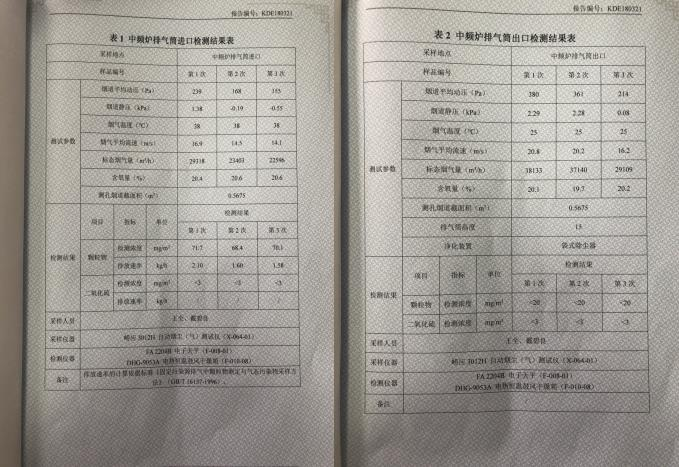 报告编号：KDE180321
表 1 中频炉排气筒进口检测结果表
采样地点 中频炉排气筒进口
样品编号 第 1 次 第 2 次 第 3 次
测试参数
烟道平均动压（Pa） 239 168 155
烟道静压（kPa） 1.38 -0.19 -0.55
烟气温度（℃） 38 38 38
烟气平均流速（m/s） 16.9 14.5 14.1
标态烟气量（m³/h） 29318 23403 22596
含氧量（%） 20.4 20.6 20.6
测孔烟道截面积（m²） 0.5675
检测结果
项目 指标 单位 检测结果
第 1 次 第 2 次 第 3 次
颗粒物 检测浓度 mg/m³ 71.7 68.4 70.1
排放速率 kg/h 2.10 1.60 1.58
二氧化硫 检测浓度 mg/m³ <3 <3 <3
排放速率 kg/h / / /
采样人员 王全、戴碧县
采样仪器 崂应 3012H 自动烟尘（气）测试仪（X-064-01）
检测仪器 FA 2204B 电子天平（F-008-01）
DHG-9053A 电热恒温鼓风干燥箱（F-010-08）
备注 排放速率的计算依据标准《固定污染源排气中颗粒物测定与气态污染物采样方
法》（GB/T 16157-1996）。
报告编号：KDE180321
表 2 中频炉排气筒出口检测结果表
采样地点 中频炉排气筒出口
样品编号 第 1 次 第 2 次 第 3 次
测试参数
烟道平均动压（Pa） 380 361 214
烟道静压（kPa） 2.29 2.28 0.08
烟气温度（℃） 25 25 25
烟气平均流速（m/s） 20.8 20.2 16.2
标态烟气量（m³/h） 38133 37140 29109
含氧量（%） 20.1 19.7 20.2
测孔烟道截面积（m²） 0.5675
排气筒高度 15
净化装置 袋式除尘器
检测结果
项目 指标 单位 检测结果
第 1 次 第 2 次 第 3 次
颗粒物 检测浓度 mg/m³ <20 <20 <20
二氧化硫 检测浓度 mg/m³ <3 <3 <3
采样人员 王全、戴碧县
采样仪器 崂应 3012H 自动烟尘（气）测试仪（X-064-01）
检测仪器 FA 2204B 电子天平（F-008-01）
DHG-9053A 电热恒温鼓风干燥箱（F-010-08）
备注